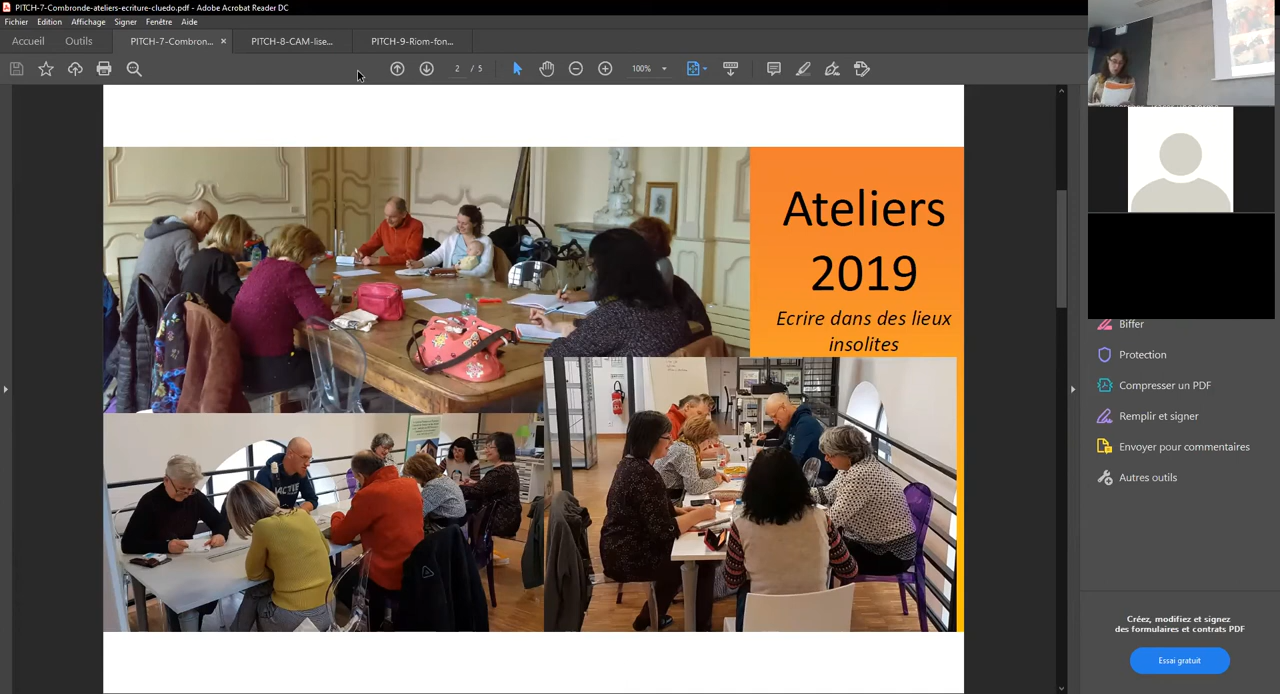 PITCH-7-Combronde-ateliers-ecriture-cluedo.pdf - Adobe Acrobat Reader DC
Fichier Edition Affichage Signer Fenêtre Aide
Accueil Outils PITCH-7-Combron... × PITCH-8-CAM-lise... PITCH-9-Riom-fon...
2 / 5 100%
Ateliers
2019
Ecrire dans des lieux
insolites
Biffer
Protection
Compresser un PDF
Remplir et signer
Envoyer pour commentaires
Autres outils
Créez, modifiez et signez
des formulaires et contrats PDF
Essai gratuit